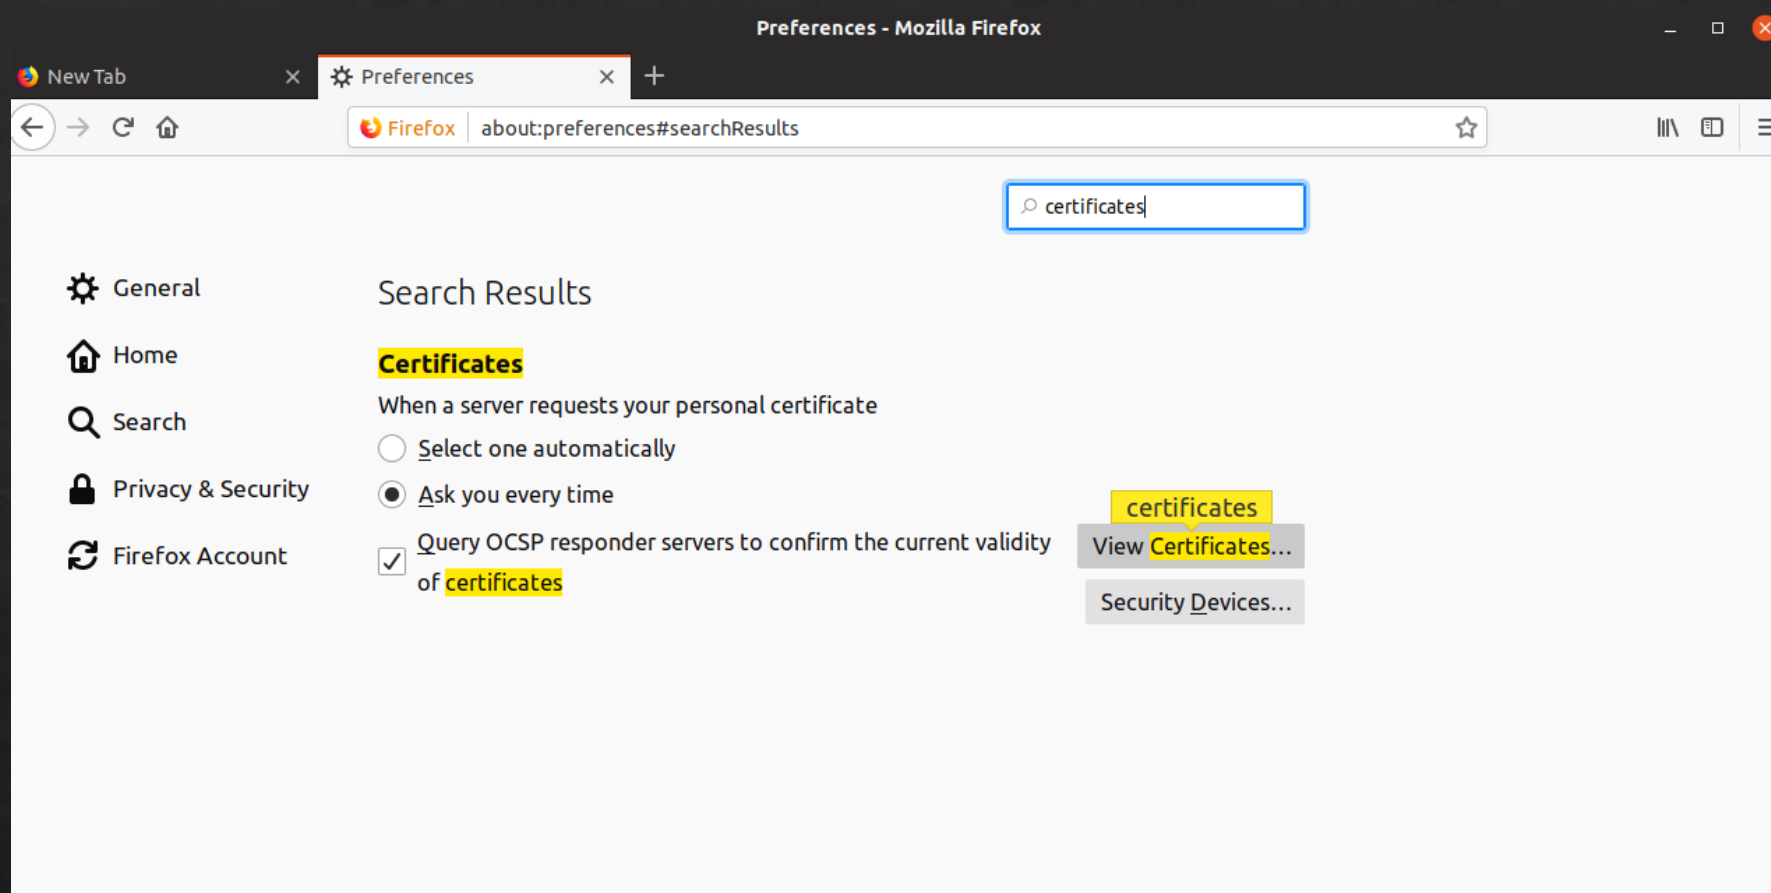 Preferences - Mozilla Firefox
New Tab
Preferences
Firefox about:preferences#searchResults
certificates
General
Home
Search
Privacy & Security
Firefox Account
Search Results
Certificates
When a server requests your personal certificate
Select one automatically
Ask you every time
Query OCSP responder servers to confirm the current validity
of certificates
certificates
View Certificates...
Security Devices...